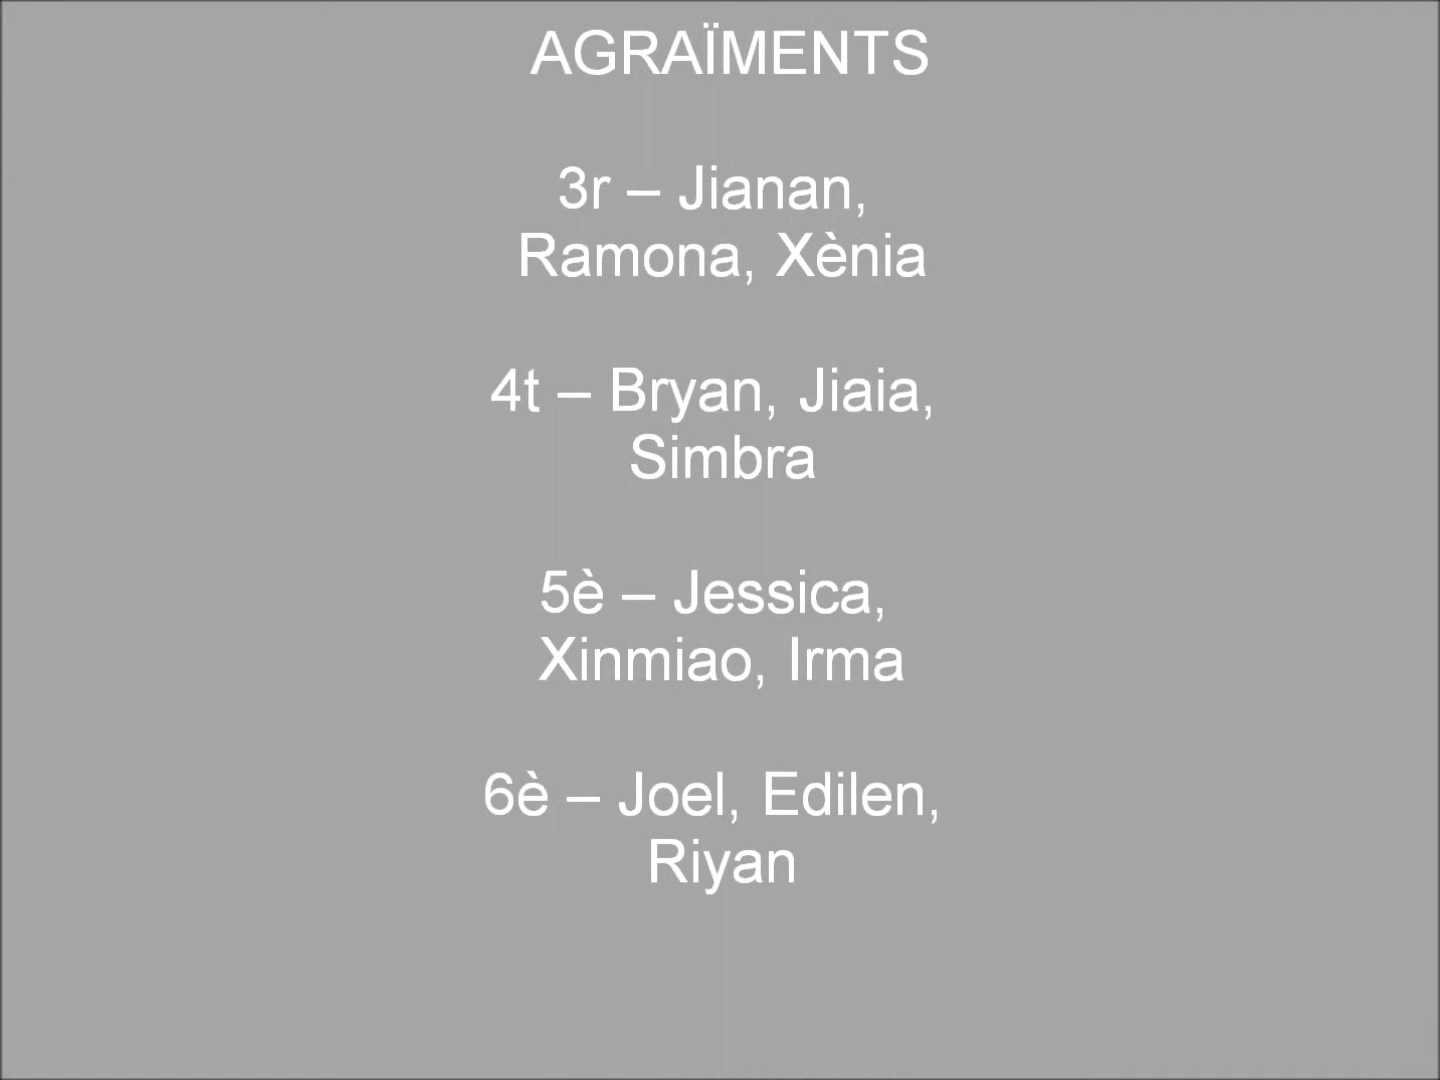 AGRAÏMENTS
3r – Jianan,
Ramona, Xènia
4t – Bryan, Jiaia,
Simbra
5è – Jessica,
Xinmiao, Irma
6è – Joel, Edilen,
Riyan